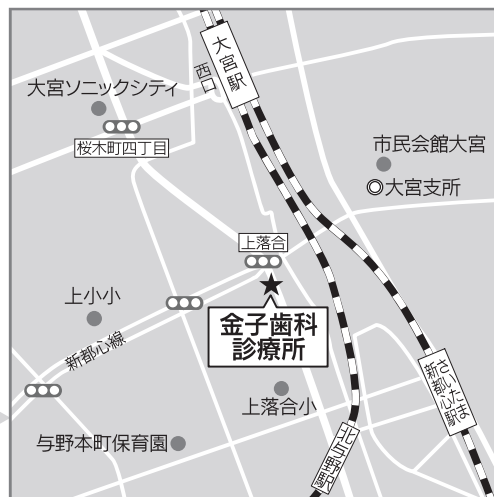 大宮駅
西口
大宮ソニックシティ
桜木町四丁目
市民会館大宮
大宮支所
上落合
上小小
新都心線
金子歯科
診療所
さいたま
新都心駅
上落合小
与野本町保育園
北与野駅